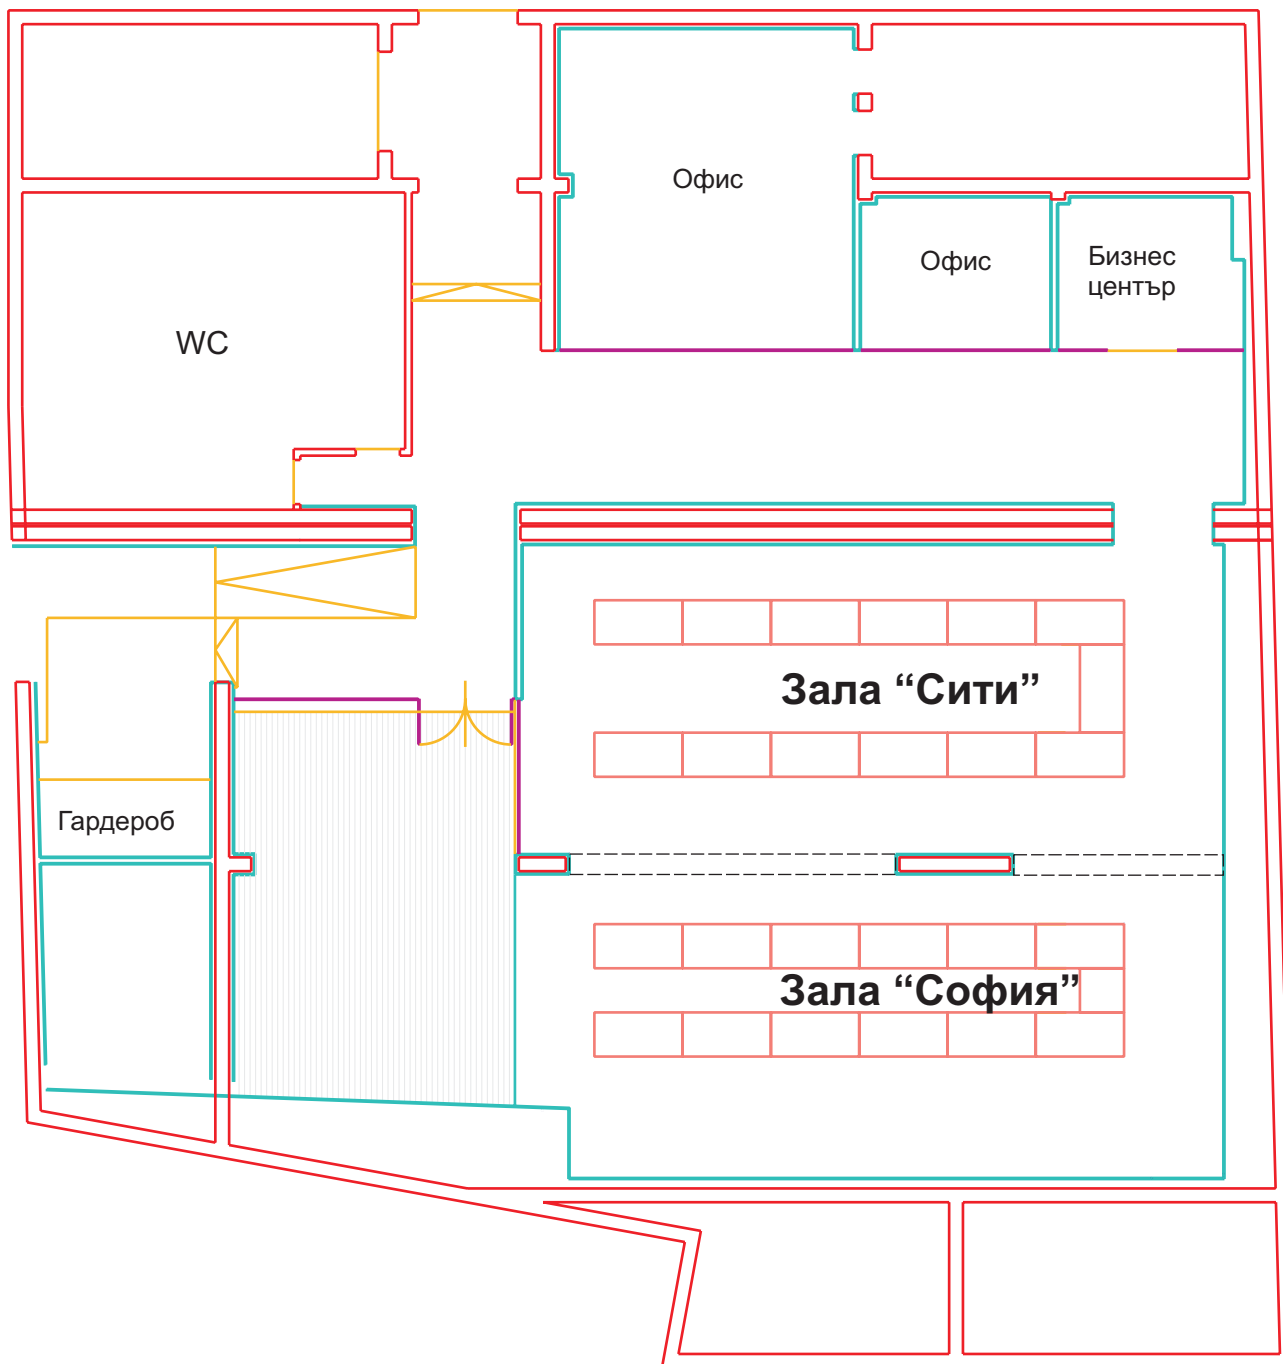 Офис
Офис
Бизнес
център
WC
Зала “Сити”
Гардероб
Зала “София”